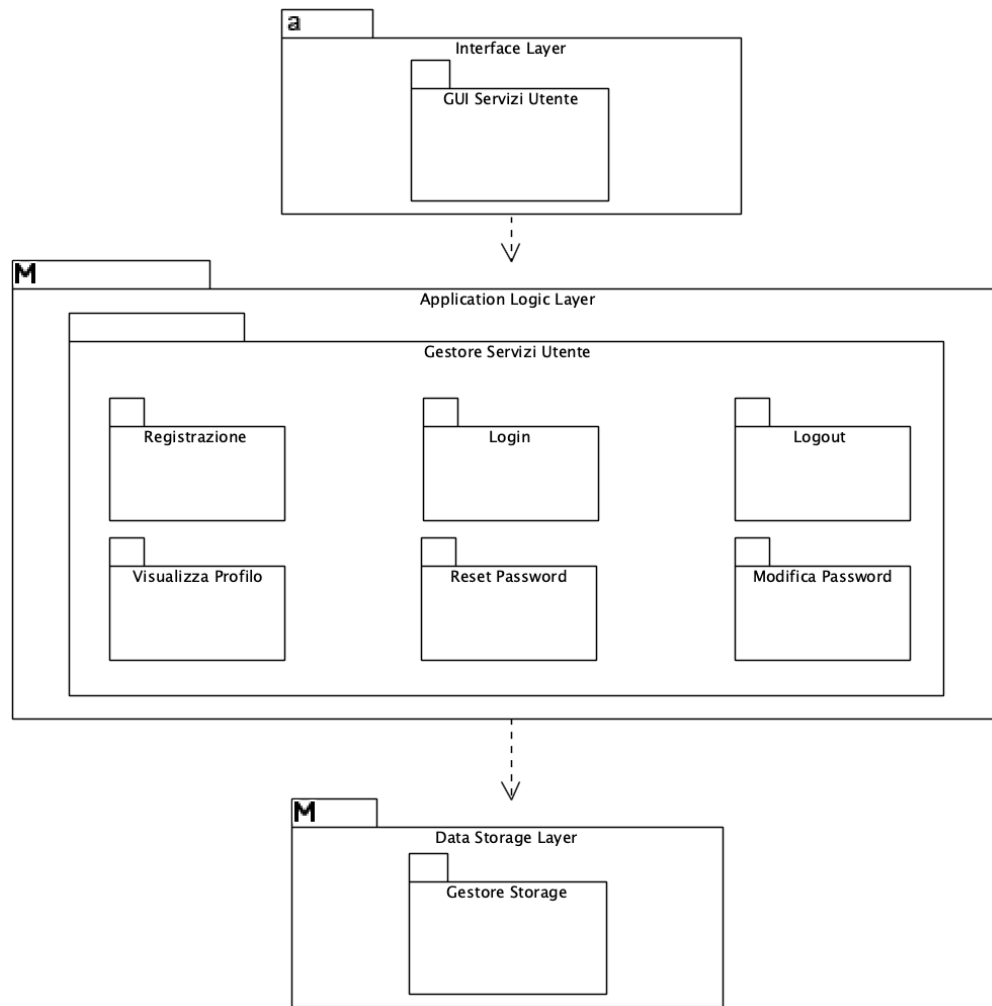 a
Interface Layer
GUI Servizi Utente
M
Application Logic Layer
Gestore Servizi Utente
Registrazione
Login
Logout
Visualizza Profilo
Reset Password
Modifica Password
M
Data Storage Layer
Gestore Storage